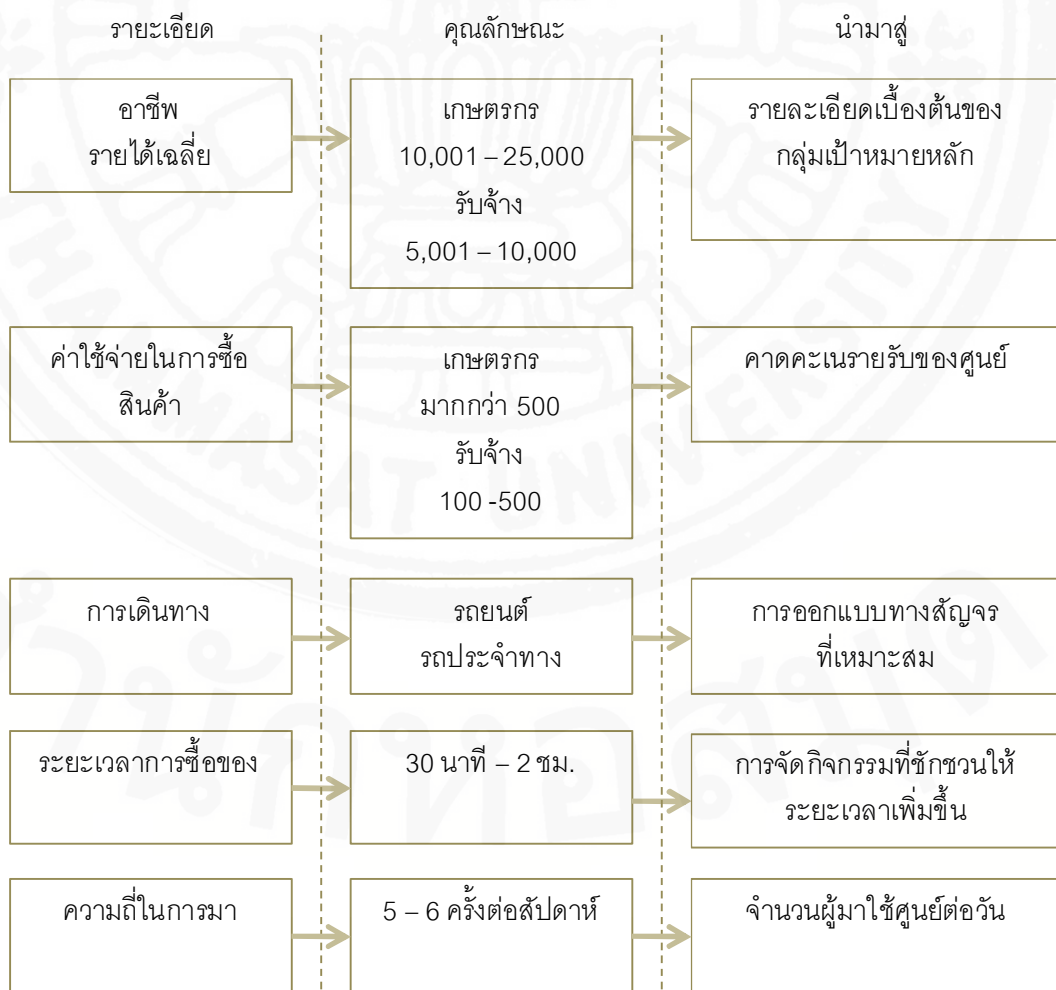 รายะเอียด คุณลักษณะ นำมาสู่
อาชีพ
รายได้เฉลี่ย
เกษตรกร
10,001 – 25,000
รับจ้าง
5,001 – 10,000
รายละเอียดเบื้องต้นของ
กลุ่มเป้าหมายหลัก
ค่าใช้จ่ายในการซื้อ
สินค้า
เกษตรกร
มากกว่า 500
รับจ้าง
100 -500
คาดคะเนรายรับของศูนย์
การเดินทาง
รถยนต์
รถประจำทาง
การออกแบบทางสัญจร
ที่เหมาะสม
ระยะเวลาการซื้อของ
30 นาที – 2 ชม.
การจัดกิจกรรมที่ชักชวนให้
ระยะเวลาเพิ่มขึ้น
ความถี่ในการมา
5 – 6 ครั้งต่อสัปดาห์
จำนวนผู้มาใช้ศูนย์ต่อวัน
THAMMASAT UNIVERSITY
สำนักหอสมุด